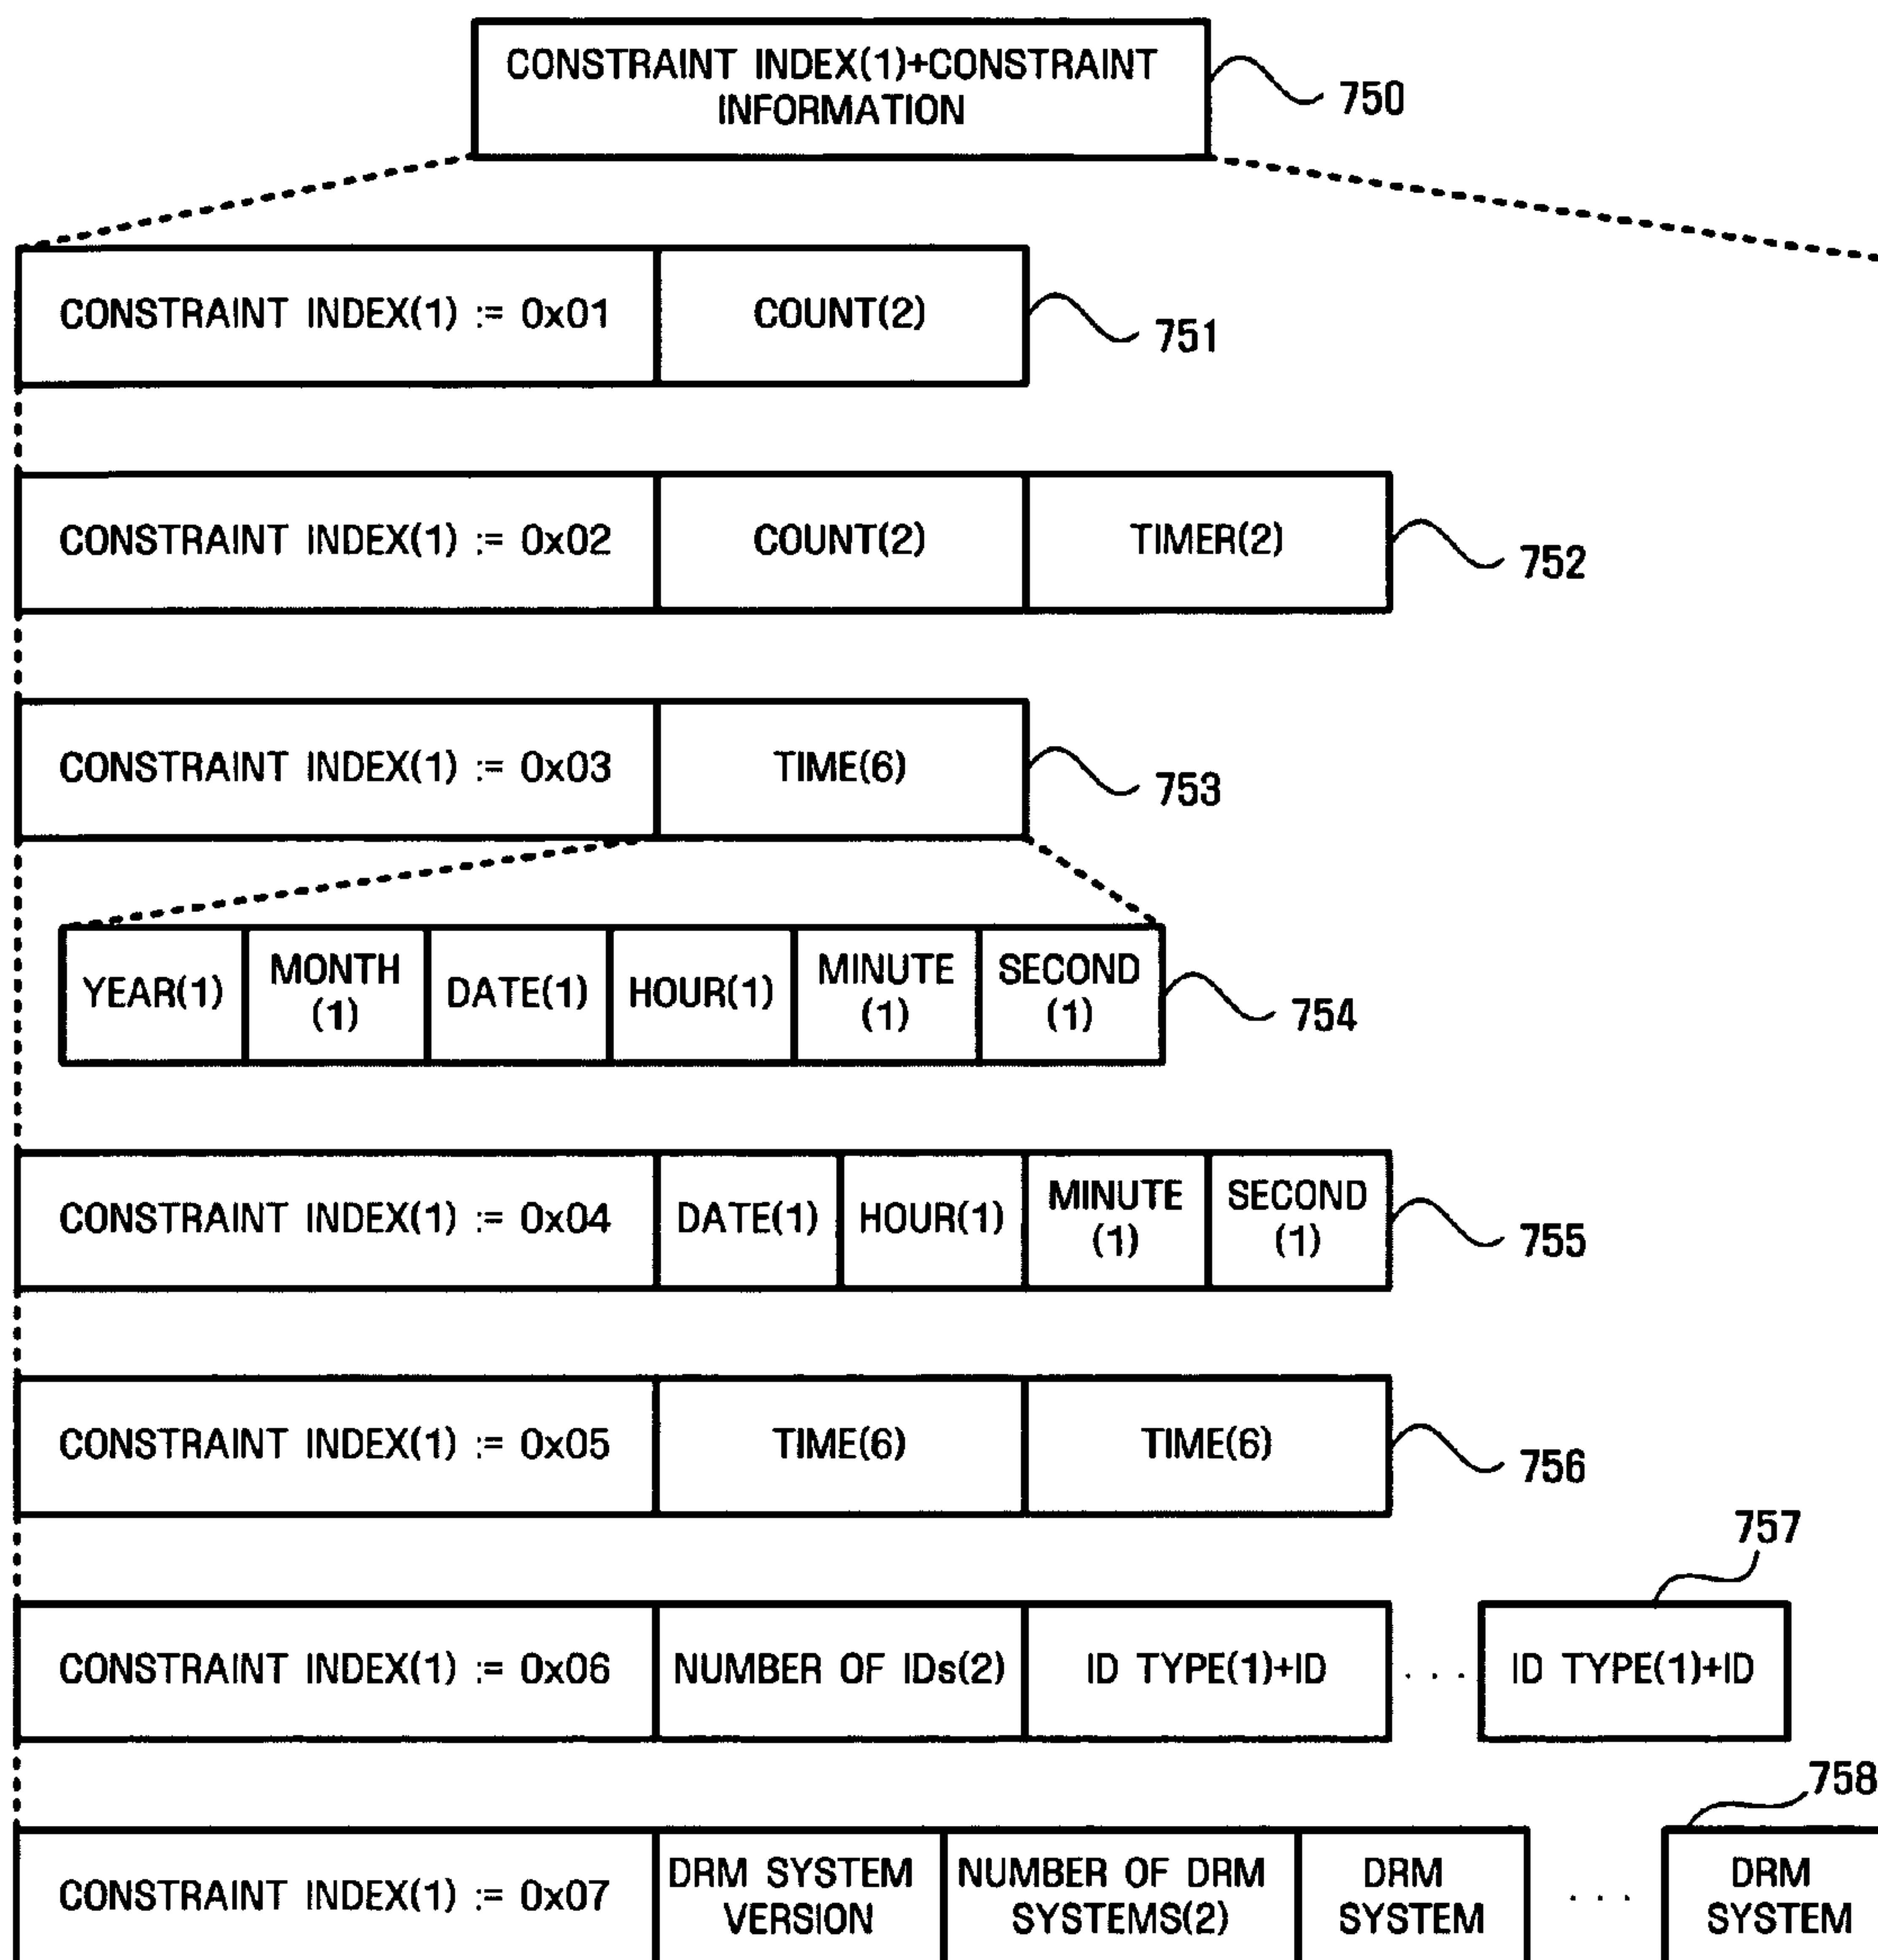 CONSTRAINT INDEX(1)+CONSTRAINT
INFORMATION
750
CONSTRAINT INDEX(1) := 0x01
COUNT(2)
751
CONSTRAINT INDEX(1) := 0x02
COUNT(2)
TIMER(2)
752
CONSTRAINT INDEX(1) := 0x03
TIME(6)
753
YEAR(1)
MONTH
(1)
DATE(1)
HOUR(1)
MINUTE
(1)
SECOND
(1)
754
CONSTRAINT INDEX(1) := 0x04
DATE(1)
HOUR(1)
MINUTE
(1)
SECOND
(1)
755
CONSTRAINT INDEX(1) := 0x05
TIME(6)
TIME(6)
756
757
CONSTRAINT INDEX(1) := 0x06
NUMBER OF IDs(2)
ID TYPE(1)+ID
. . .
ID TYPE(1)+ID
758
CONSTRAINT INDEX(1) := 0x07
DRM SYSTEM
VERSION
NUMBER OF DRM
SYSTEMS(2)
DRM
SYSTEM
. . .
DRM
SYSTEM